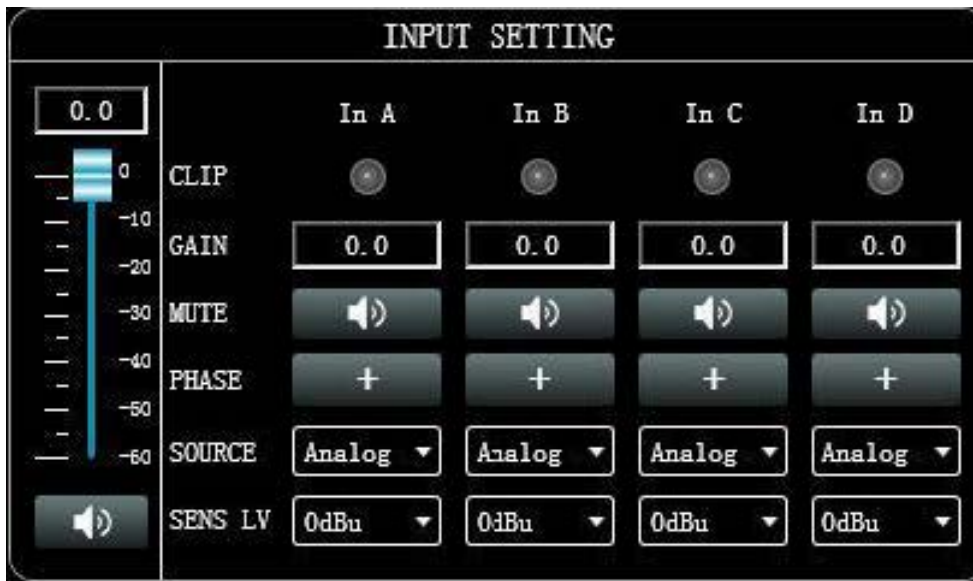 INPUT SETTING
0.0
In A In B In C In D
0
CLIP
-10
GAIN 0.0 0.0 0.0 0.0
-20
-30
MUTE
-40
PHASE + + + +
-50
-60
SOURCE Analog Analog Analog Analog
SENS LV 0dBu 0dBu 0dBu 0dBu